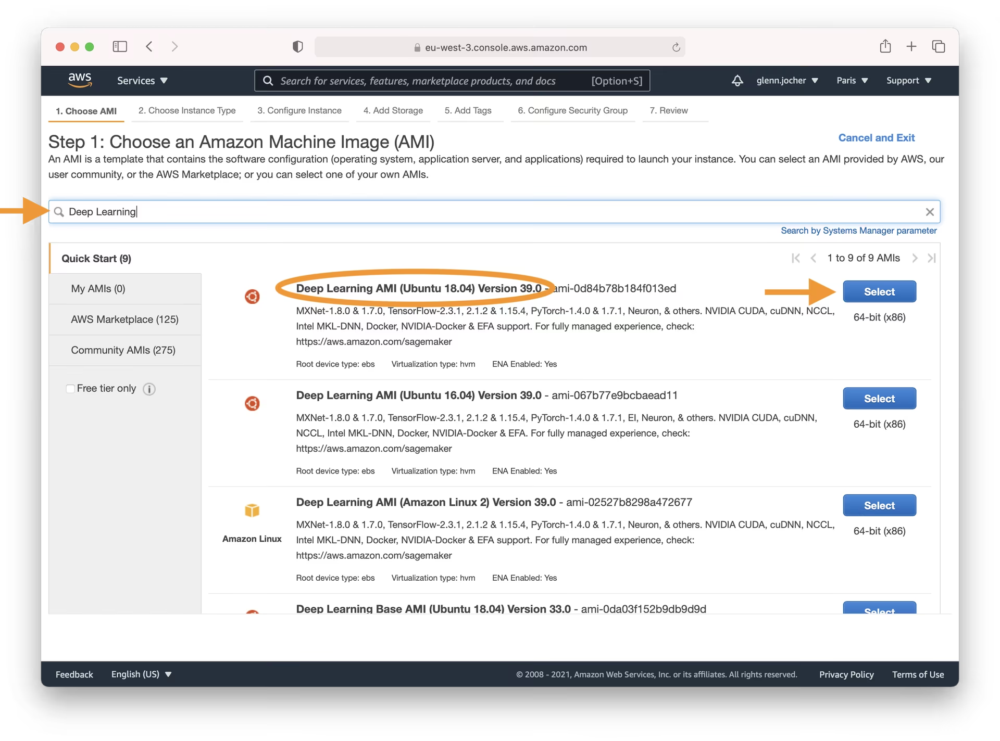 eu-west-3.console.aws.amazon.com
aws Services Search for services, features, marketplace products, and docs [Option+S] glenn.jocher Paris Support
1. Choose AMI 2. Choose Instance Type 3. Configure Instance 4. Add Storage 5. Add Tags 6. Configure Security Group 7. Review
Step 1: Choose an Amazon Machine Image (AMI) Cancel and Exit
An AMI is a template that contains the software configuration (operating system, application server, and applications) required to launch your instance. You can select an AMI provided by AWS, our
user community, or the AWS Marketplace; or you can select one of your own AMIs.
Deep Learning
Search by Systems Manager parameter
Quick Start (9) 1 to 9 of 9 AMIs
My AMIs (0)
AWS Marketplace (125)
Community AMIs (275)
Free tier only
Deep Learning AMI (Ubuntu 18.04) Version 39.0 - ami-0d84b78b184f013ed Select
MXNet-1.8.0 & 1.7.0, TensorFlow-2.3.1, 2.1.2 & 1.15.4, PyTorch-1.4.0 & 1.7.1, Neuron, & others. NVIDIA CUDA, cuDNN, NCCL, 64-bit (x86)
Intel MKL-DNN, Docker, NVIDIA-Docker & EFA support. For fully managed experience, check:
https://aws.amazon.com/sagemaker
Root device type: ebs Virtualization type: hvm ENA Enabled: Yes
Deep Learning AMI (Ubuntu 16.04) Version 39.0 - ami-067b77e9bcbaead11 Select
MXNet-1.8.0 & 1.7.0, TensorFlow-2.3.1, 2.1.2 & 1.15.4, PyTorch-1.4.0 & 1.7.1, EI, Neuron, & others. NVIDIA CUDA, cuDNN, 64-bit (x86)
NCCL, Intel MKL-DNN, Docker, NVIDIA-Docker & EFA. For fully managed experience, check:
https://aws.amazon.com/sagemaker
Root device type: ebs Virtualization type: hvm ENA Enabled: Yes
Deep Learning AMI (Amazon Linux 2) Version 39.0 - ami-02527b8298a472677 Select
Amazon Linux
MXNet-1.8.0 & 1.7.0, TensorFlow-2.3.1, 2.1.2 & 1.15.4, PyTorch-1.4.0 & 1.7.1, Neuron, & others. NVIDIA CUDA, cuDNN, NCCL, 64-bit (x86)
Intel MKL-DNN, Docker, NVIDIA-Docker & EFA support. For fully managed experience, check:
https://aws.amazon.com/sagemaker
Root device type: ebs Virtualization type: hvm ENA Enabled: Yes
Deep Learning Base AMI (Ubuntu 18.04) Version 33.0 - ami-0da03f152b9db9d9d Select
Feedback English (US) © 2008 - 2021, Amazon Web Services, Inc. or its affiliates. All rights reserved. Privacy Policy Terms of Use